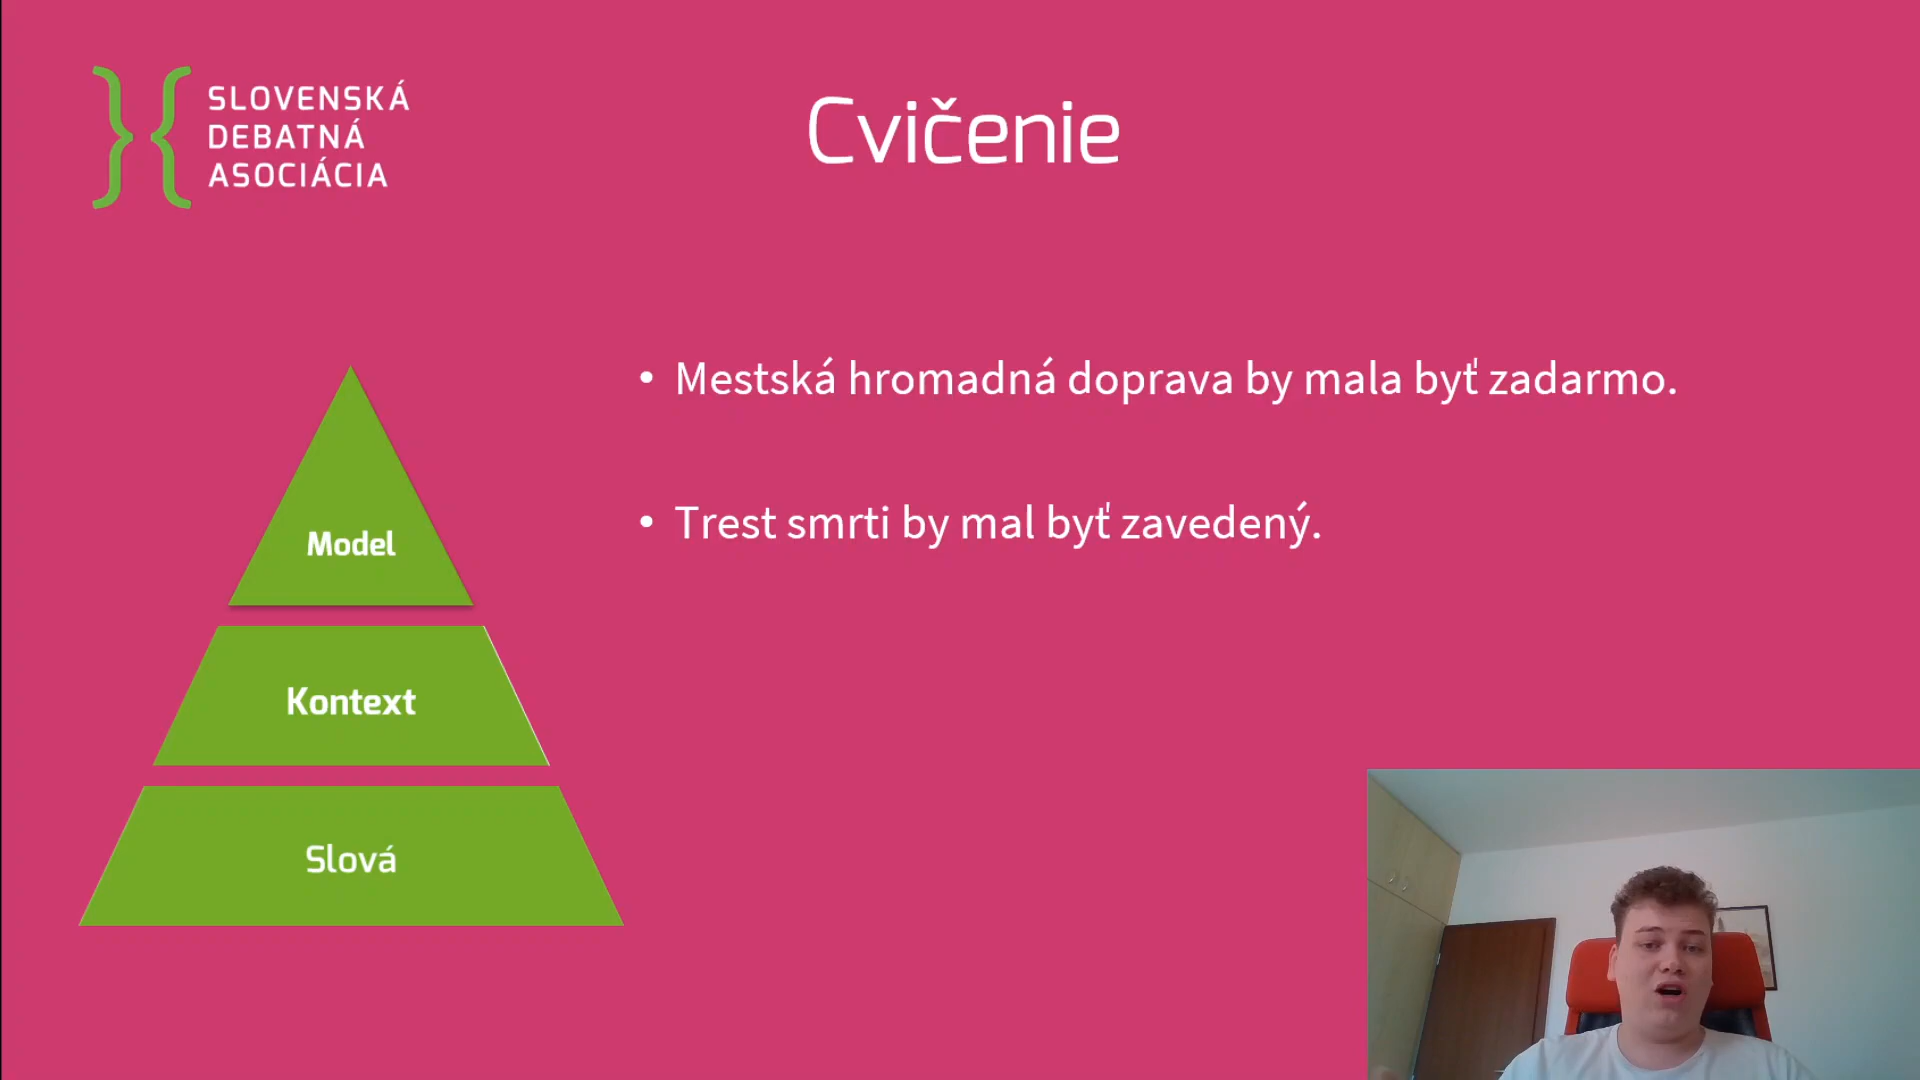 SLOVENSKÁ
DEBATNÁ
ASOCIÁCIA
Cvičenie
• Mestská hromadná doprava by mala byť zadarmo.
• Trest smrti by mal byť zavedený.
Model
Kontext
Slová